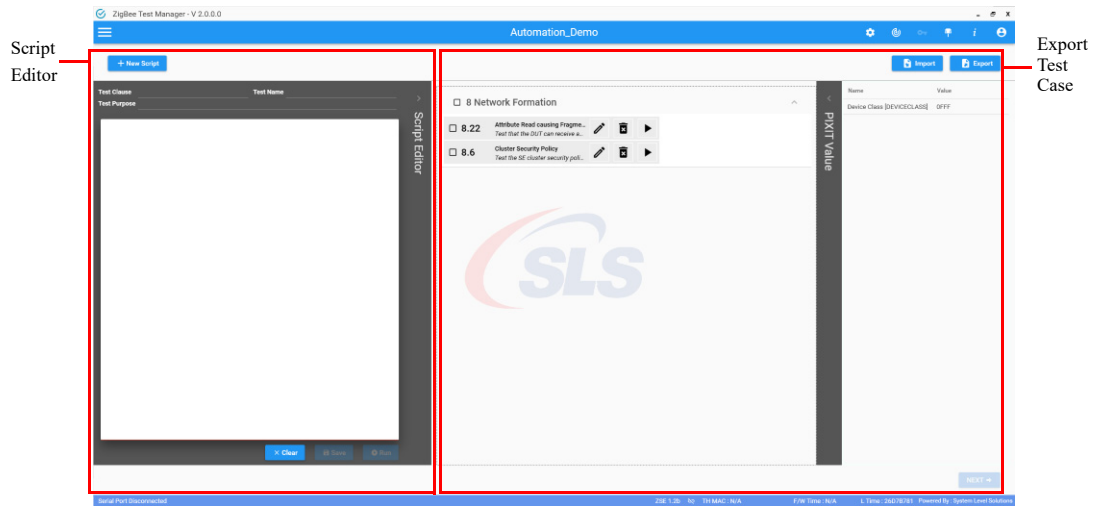 ZigBee Test Manager - V 2.0.0.0
Automation_Demo
Script
Editor
Export
Test
Case
+ New Script
Import
Export
Test Clause
Test Name
Test Purpose
Script Editor
8 Network Formation
8.22
Attribute Read causing Fragme...
Test that the DUT can receive a...
8.6
Cluster Security Policy
Test the SE cluster security poli...
PIXIT Value
Name
Value
Device Class [DEVICECLASS]
0FFF
SLS
× Clear
Save
Run
NEXT
Serial Port Disconnected
ZSE 1.2b
TH MAC : N/A
F/W Time : N/A
L Time : 26D78781
Powered By : System Level Solutions